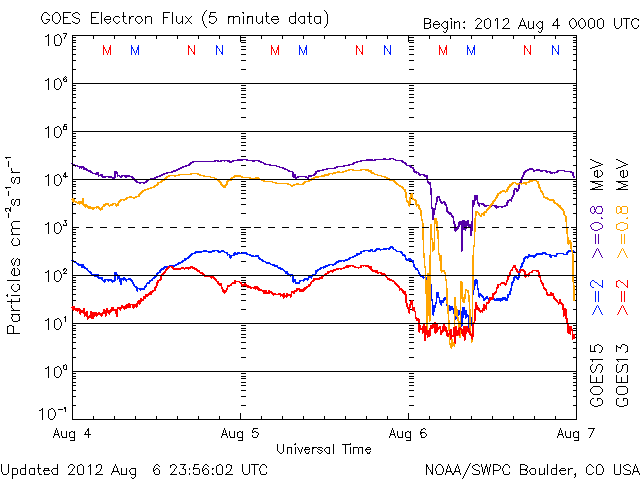 GOES Electron Flux (5 minute data)
Begin: 2012 Aug 4 0000 UTC
10⁷
M M N N M M N N M M N N
10⁶
10⁵
10⁴
10³
10²
10¹
10⁰
10⁻¹
Particles cm⁻²s⁻¹sr⁻¹
Aug 4 Aug 5 Aug 6 Aug 7
Universal Time
GOES15 >=2 >=0.8 MeV
GOES13 >=2 >=0.8 MeV
Updated 2012 Aug 6 23:56:02 UTC
NOAA/SWPC Boulder, CO USA